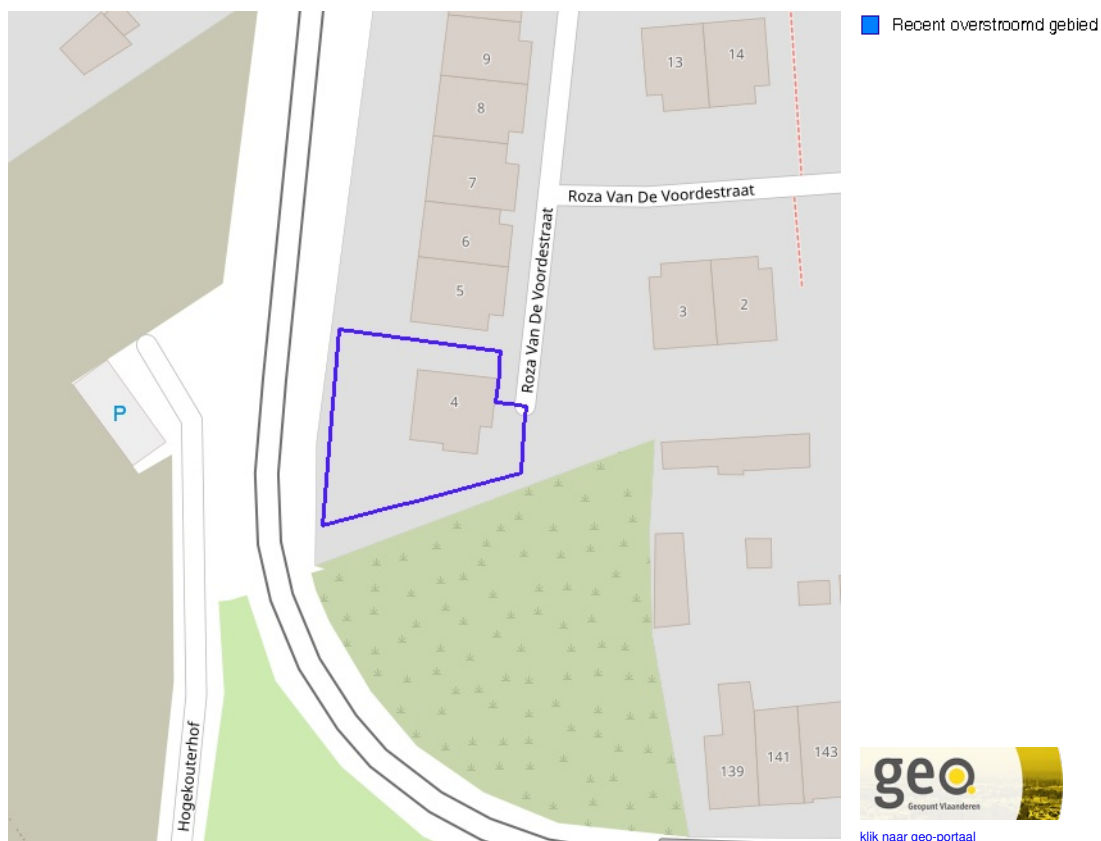 Recent overstroomd gebied
9
13
14
8
7
Roza Van De Voordestraat
6
5
3
2
Roza Van De Voordestraat
4
P
Hogekouterhof
139
141
143
geo
Geopunt Vlaanderen
klik naar geo-portaal